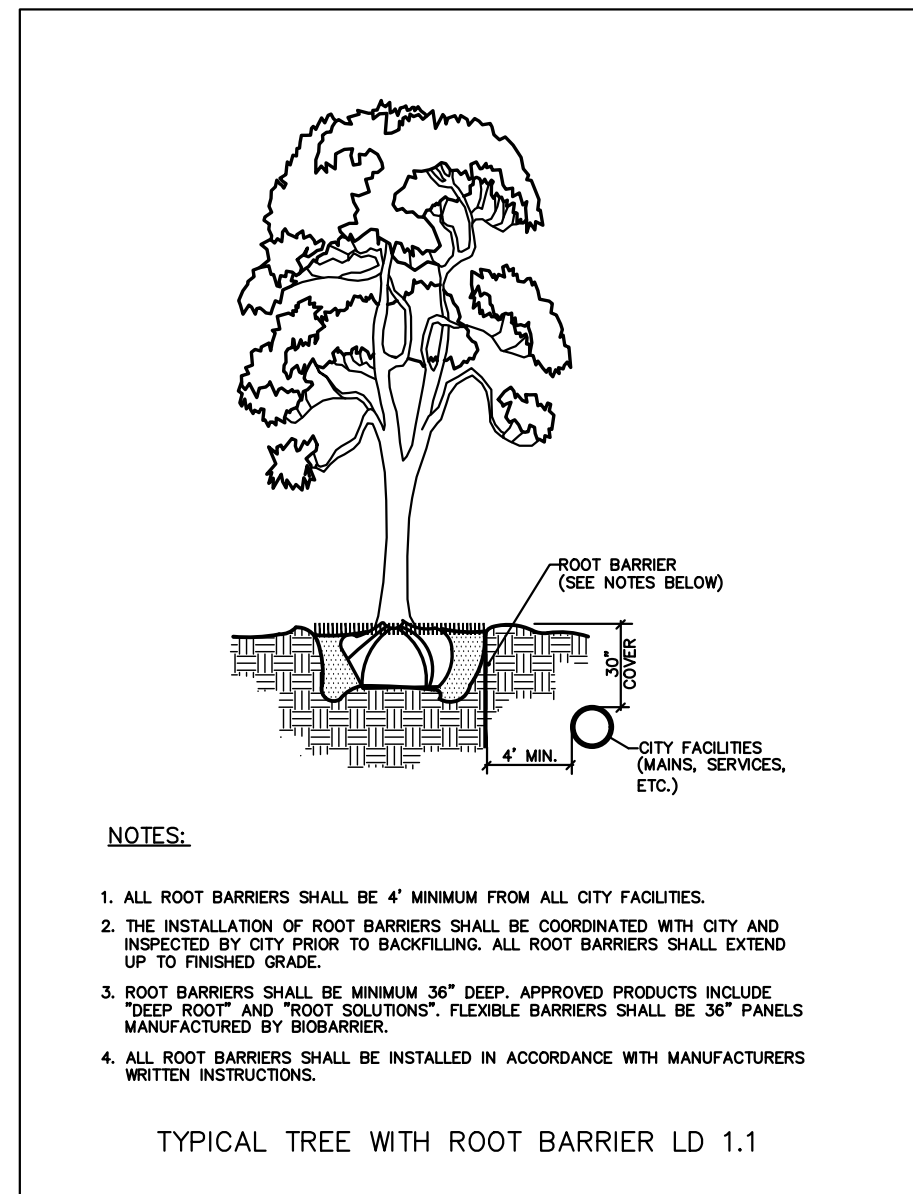 ROOT BARRIER
(SEE NOTES BELOW)
30"
COVER
4' MIN.
CITY FACILITIES
(MAINS, SERVICES,
ETC.)
NOTES:
1. ALL ROOT BARRIERS SHALL BE 4' MINIMUM FROM ALL CITY FACILITIES.
2. THE INSTALLATION OF ROOT BARRIERS SHALL BE COORDINATED WITH CITY AND
INSPECTED BY CITY PRIOR TO BACKFILLING. ALL ROOT BARRIERS SHALL EXTEND
UP TO FINISHED GRADE.
3. ROOT BARRIERS SHALL BE MINIMUM 36" DEEP. APPROVED PRODUCTS INCLUDE
"DEEP ROOT" AND "ROOT SOLUTIONS". FLEXIBLE BARRIERS SHALL BE 36" PANELS
MANUFACTURED BY BIOBARRIER.
4. ALL ROOT BARRIERS SHALL BE INSTALLED IN ACCORDANCE WITH MANUFACTURERS
WRITTEN INSTRUCTIONS.
TYPICAL TREE WITH ROOT BARRIER LD 1.1